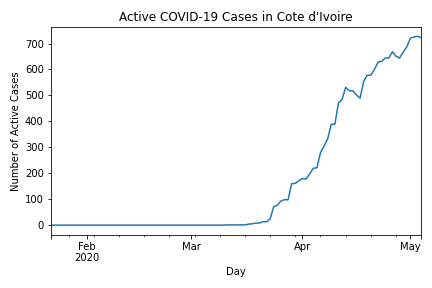 Active COVID-19 Cases in Cote d'Ivoire
Number of Active Cases
700
600
500
400
300
200
100
0
Feb Mar Apr May
2020
Day